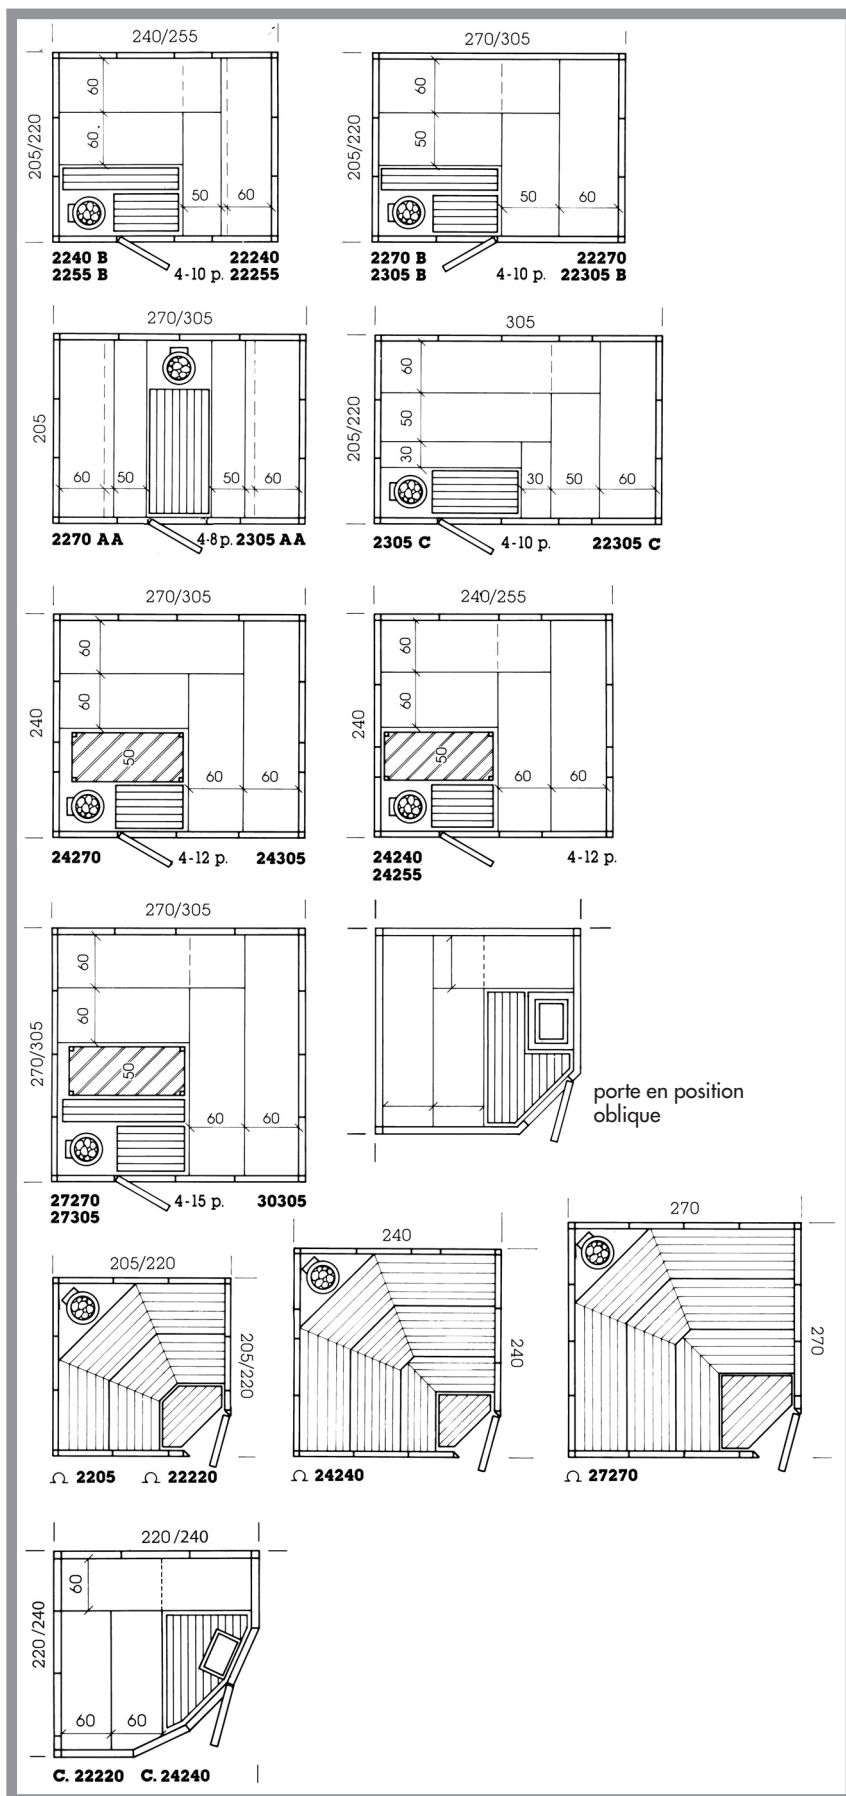 240/255
205/220
60
60.
50
60
2240 B
2255 B
4-10 p.
22240
22255
270/305
205/220
60
50
50
60
2270 B
2305 B
4-10 p.
22270
22305 B
270/305
205
60
50
50
60
2270 AA
4-8 p.
2305 AA
305
205/220
60
50
30
30
50
60
2305 C
4-10 p.
22305 C
270/305
240
60
60
50
60
60
24270
4-12 p.
24305
240/255
240
60
60
50
60
60
24240
24255
4-12 p.
270/305
270/305
60
60
50
60
60
27270
27305
4-15 p.
30305
porte en position
oblique
205/220
205/220
Ω 2205
Ω 22220
240
240
Ω 24240
270
270
Ω 27270
220/240
220/240
60
60
60
C. 22220
C. 24240